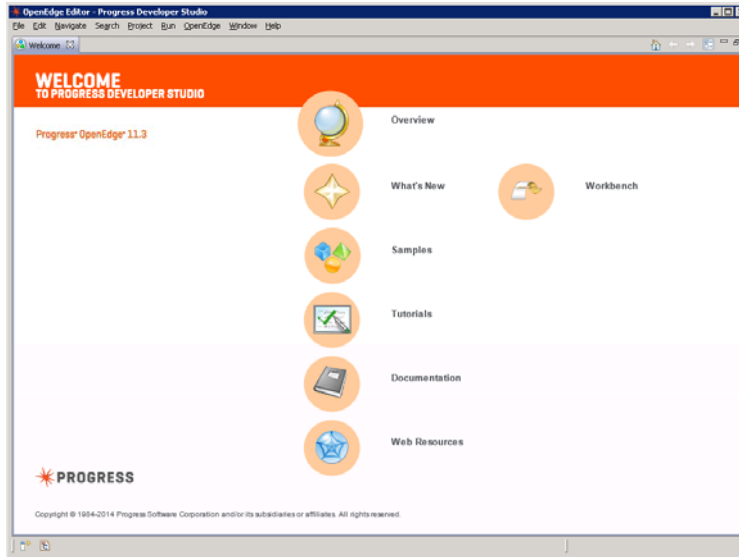 OpenEdge Editor - Progress Developer Studio
File Edit Navigate Search Project Run OpenEdge Window Help
Welcome
WELCOME
TO PROGRESS DEVELOPER STUDIO
Progress® OpenEdge® 11.3
Overview
What's New
Workbench
Samples
Tutorials
Documentation
Web Resources
PROGRESS
Copyright © 1984-2014 Progress Software Corporation and/or its subsidiaries or affiliates. All rights reserved.